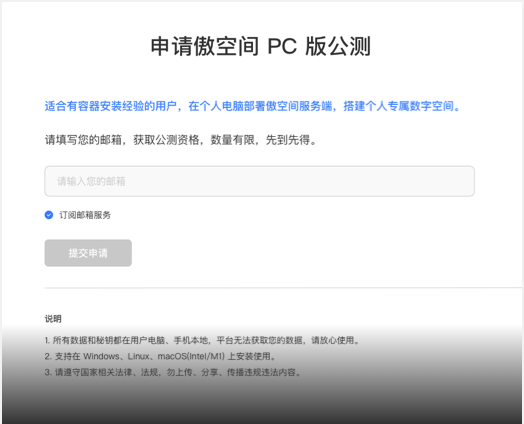 申请傲空间 PC 版公测
适合有容器安装经验的用户，在个人电脑部署傲空间服务端，搭建个人专属数字空间。
请填写您的邮箱，获取公测资格，数量有限，先到先得。
请输入您的邮箱
订阅邮箱服务
提交申请
说明
1. 所有数据和秘钥都在用户电脑、手机本地，平台无法获取您的数据，请放心使用。
2. 支持在 Windows、Linux、macOS(Intel/M1) 上安装使用。
3. 请遵守国家相关法律、法规，勿上传、分享、传播违规违法内容。